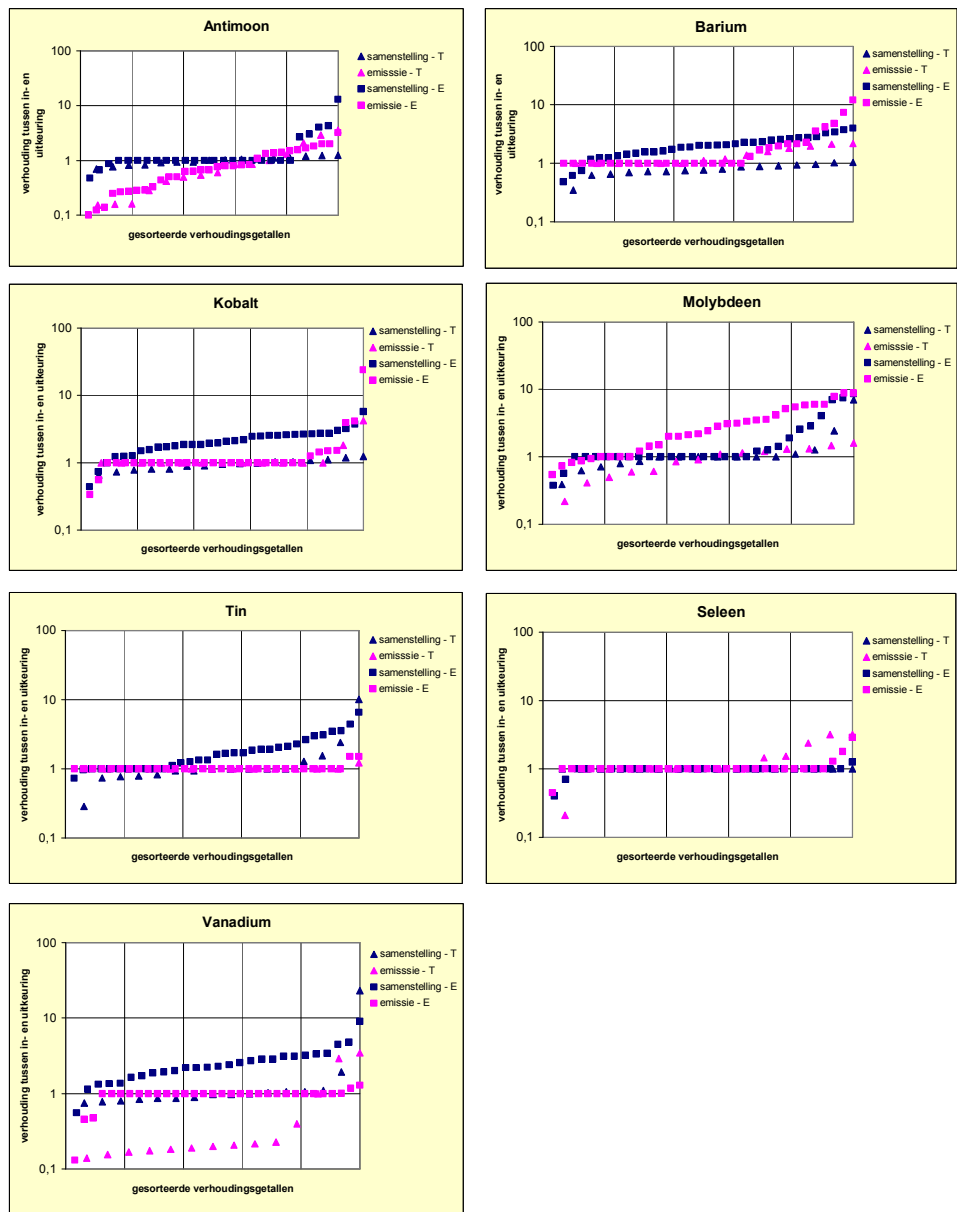 Antimoon
100
10
1
0,1
verhouding tussen in- en
uitkeuring
gesorteerde verhoudingsgetallen
samenstelling - T
emisssie - T
samenstelling - E
emissie - E
Barium
100
10
1
0,1
verhouding tussen in- en
uitkeuring
gesorteerde verhoudingsgetallen
samenstelling - T
emisssie - T
samenstelling - E
emissie - E
Kobalt
100
10
1
0,1
verhouding tussen in- en uitkeuring
gesorteerde verhoudingsgetallen
samenstelling - T
emisssie - T
samenstelling - E
emissie - E
Molybdeen
100
10
1
0,1
verhouding tussen in- en uitkeuring
gesorteerde verhoudingsgetallen
samenstelling - T
emisssie - T
samenstelling - E
emissie - E
Tin
100
10
1
0,1
verhouding tussen in- en uitkeuring
gesorteerde verhoudingsgetallen
samenstelling - T
emisssie - T
samenstelling - E
emissie - E
Seleen
100
10
1
0,1
verhouding tussen in- en uitkeuring
gesorteerde verhoudingsgetallen
samenstelling - T
emisssie - T
samenstelling - E
emissie - E
Vanadium
100
10
1
0,1
verhouding tussen in- en uitkeuring
gesorteerde verhoudingsgetallen
samenstelling - T
emisssie - T
samenstelling - E
emissie - E